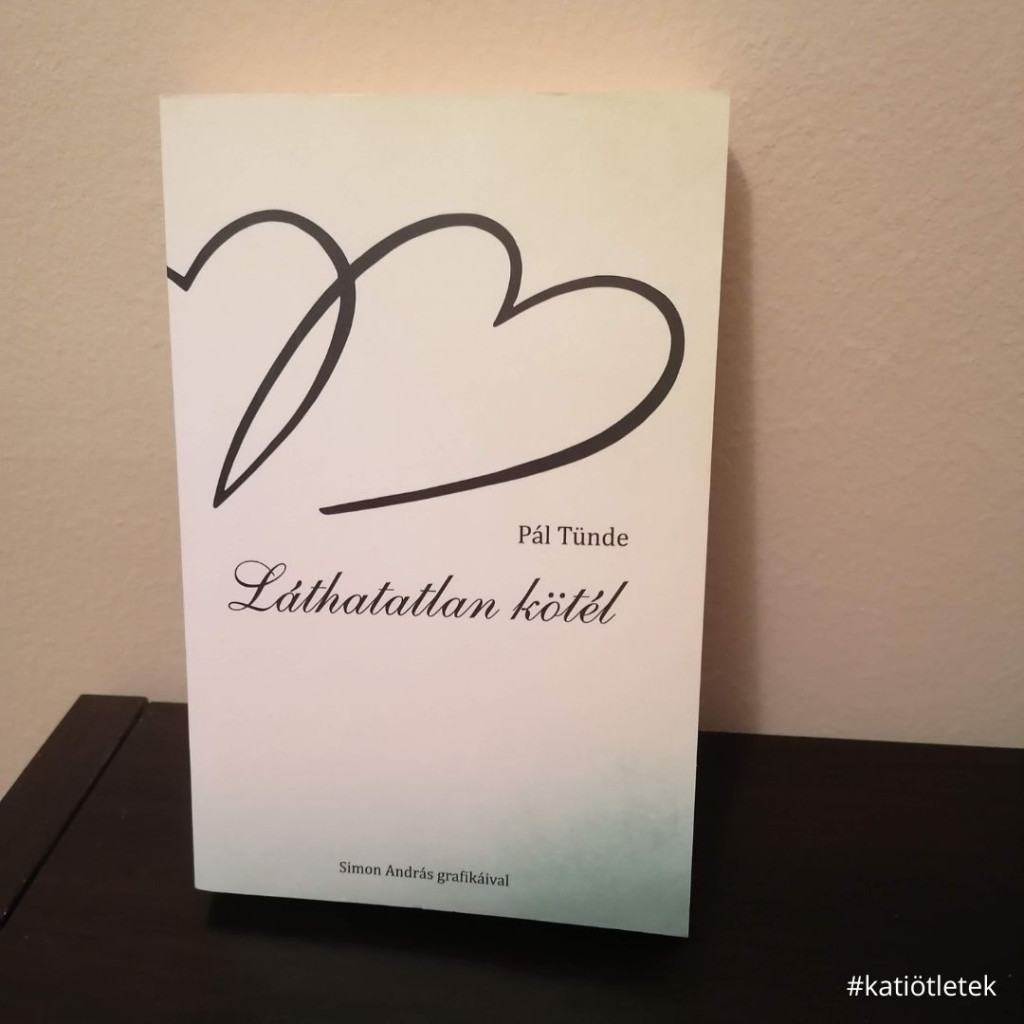 Pál Tünde
Láthatatlan kötél
Simon András grafikáival
#katiötletek